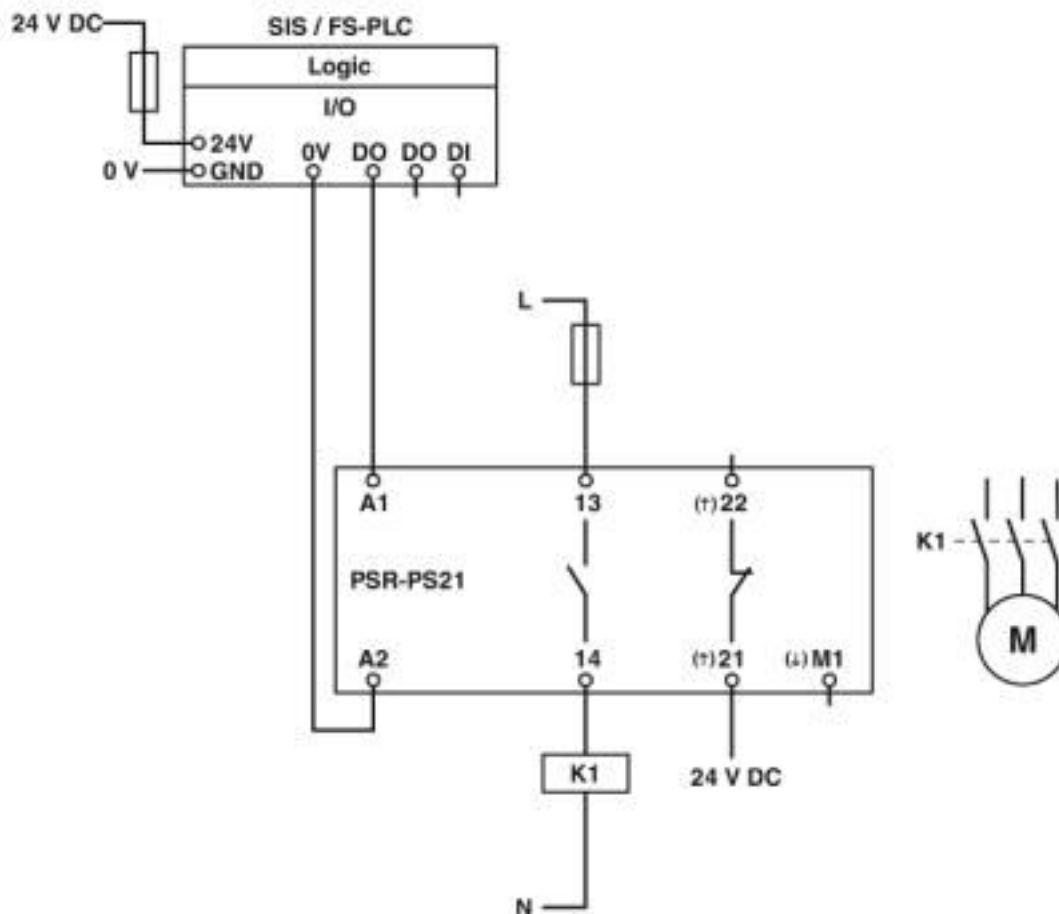 24 V DC
SIS / FS-PLC
Logic
I/O
24V
0V DO DO DI
0 V GND
L
A1 13 (↑) 22
K1
PSR-PS21
M
A2 14 (↑) 21 (↓) M1
K1
24 V DC
N